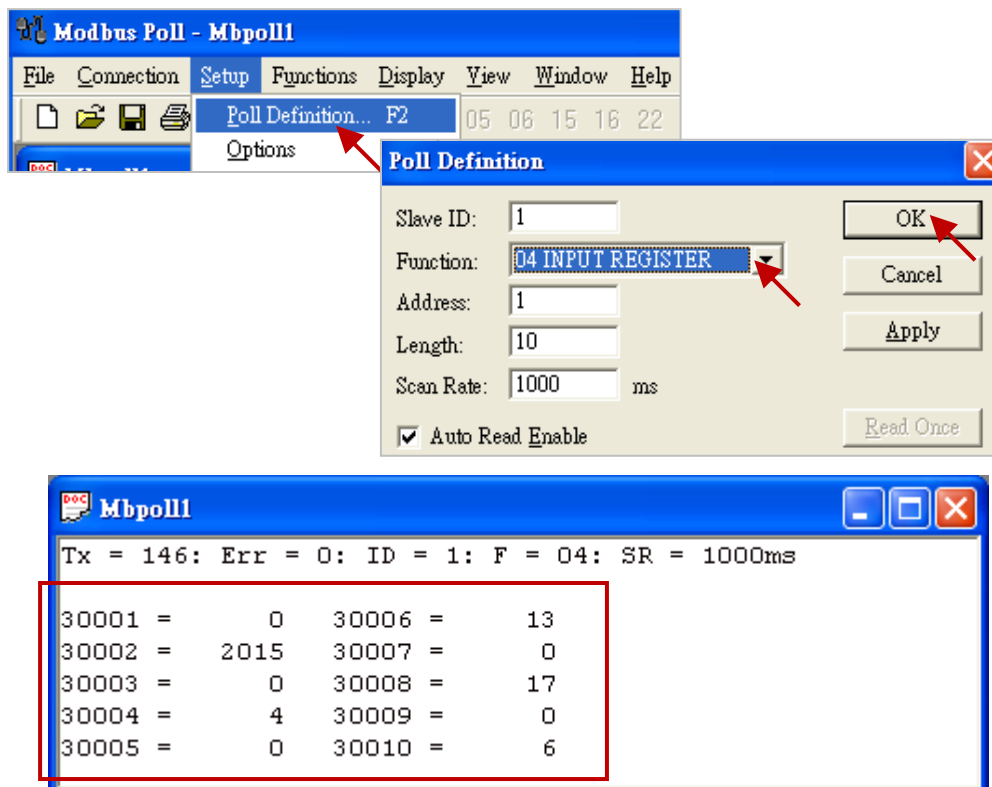 Modbus Poll - Mbpoll1
File Connection Setup Functions Display View Window Help
Poll Definition... F2
05 06 15 16 22
Options
Poll Definition
Slave ID: 1
OK
Function: 04 INPUT REGISTER
Cancel
Address: 1
Apply
Length: 10
Scan Rate: 1000 ms
Auto Read Enable
Read Once
DOC Mbpoll1
Tx = 146: Err = 0: ID = 1: F = 04: SR = 1000ms
30001 = 0 30006 = 13
30002 = 2015 30007 = 0
30003 = 0 30008 = 17
30004 = 4 30009 = 0
30005 = 0 30010 = 6